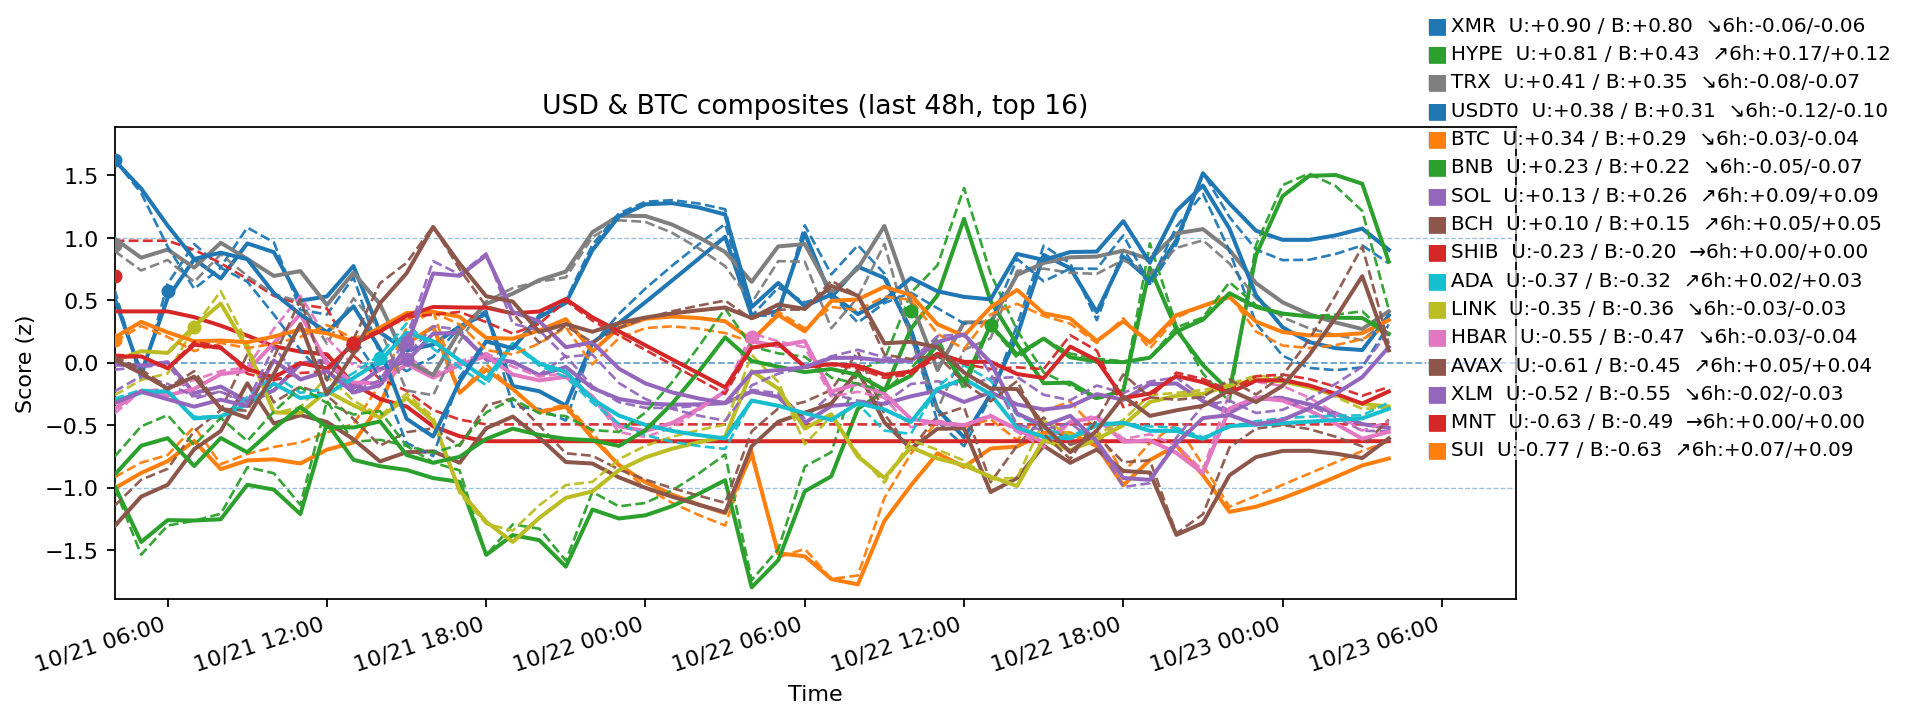 XMR  U:+0.90 / B:+0.80  ↘6h:-0.06/-0.06
HYPE  U:+0.81 / B:+0.43  ↗6h:+0.17/+0.12
TRX  U:+0.41 / B:+0.35  ↘6h:-0.08/-0.07
USDT0  U:+0.38 / B:+0.31  ↘6h:-0.12/-0.10
BTC  U:+0.34 / B:+0.29  ↘6h:-0.03/-0.04
BNB  U:+0.23 / B:+0.22  ↘6h:-0.05/-0.07
SOL  U:+0.13 / B:+0.26  ↗6h:+0.09/+0.09
BCH  U:+0.10 / B:+0.15  ↗6h:+0.05/+0.05
SHIB  U:-0.23 / B:-0.20  →6h:+0.00/+0.00
ADA  U:-0.37 / B:-0.32  ↗6h:+0.02/+0.03
LINK  U:-0.35 / B:-0.36  ↘6h:-0.03/-0.03
HBAR  U:-0.55 / B:-0.47  ↘6h:-0.03/-0.04
AVAX  U:-0.61 / B:-0.45  ↗6h:+0.05/+0.04
XLM  U:-0.52 / B:-0.55  ↘6h:-0.02/-0.03
MNT  U:-0.63 / B:-0.49  →6h:+0.00/+0.00
SUI  U:-0.77 / B:-0.63  ↗6h:+0.07/+0.09
USD & BTC composites (last 48h, top 16)
Score (z)
1.5
1.0
0.5
0.0
−0.5
−1.0
−1.5
10/21 06:00
10/21 12:00
10/21 18:00
10/22 00:00
10/22 06:00
10/22 12:00
10/22 18:00
10/23 00:00
10/23 06:00
Time